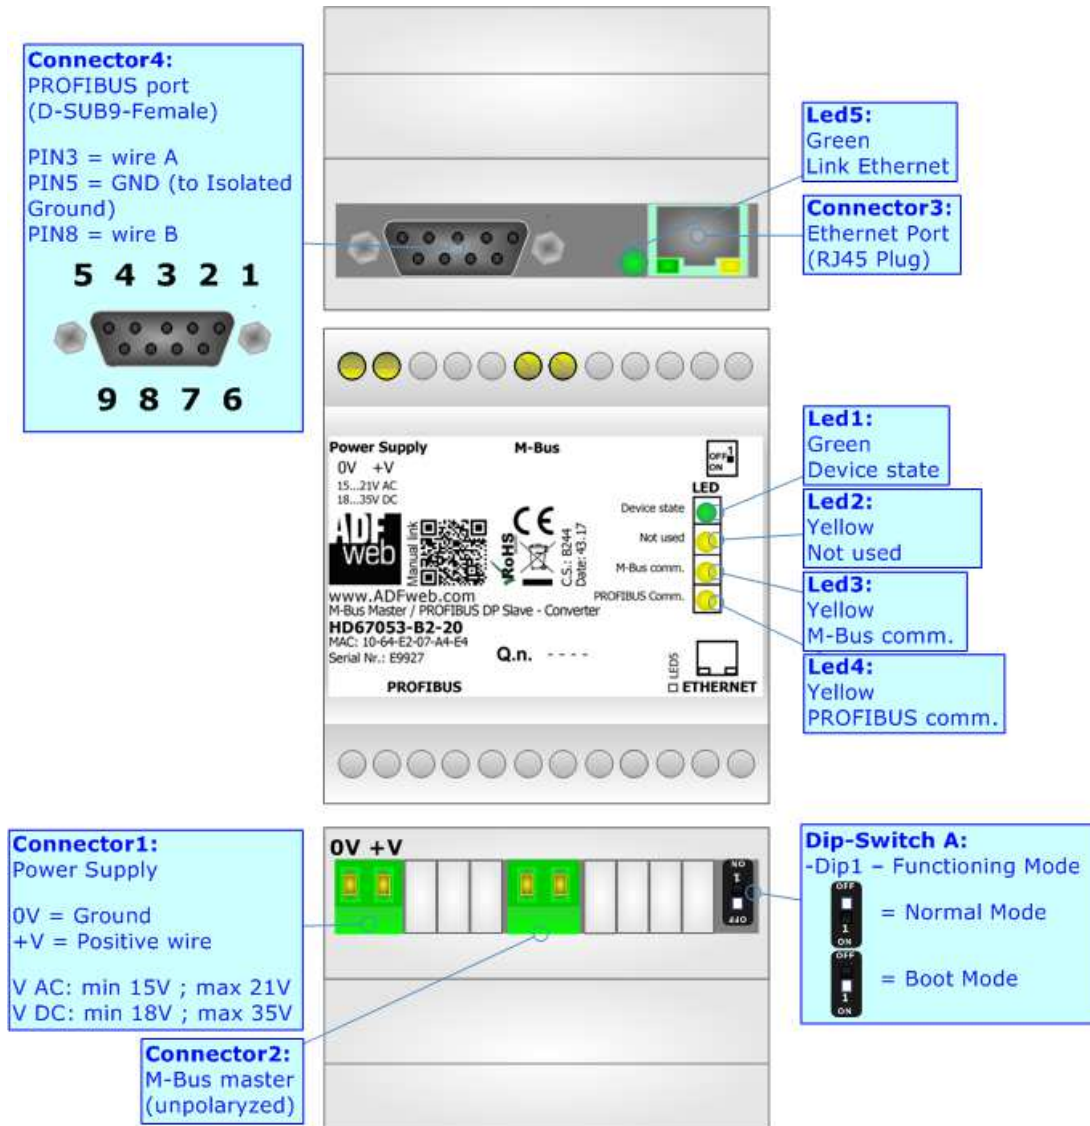 Connector4:
PROFIBUS port
(D-SUB9-Female)
PIN3 = wire A
PIN5 = GND (to Isolated
Ground)
PIN8 = wire B
5 4 3 2 1
9 8 7 6
Led5:
Green
Link Ethernet
Connector3:
Ethernet Port
(RJ45 Plug)
Power Supply
M-Bus
0V +V
15...21V AC
18...35V DC
OFF 1
ON
LED
Device state
Not used
M-Bus comm.
PROFIBUS Comm.
ADF
web
Manual link
RoHS
CE
C.S.: B244
Date: 43.17
www.ADFweb.com
M-Bus Master / PROFIBUS DP Slave - Converter
HD67053-B2-20
MAC: 10-64-E2-07-A4-E4
Serial Nr.: E9927
Q.n. - - - -
PROFIBUS
LED5
ETHERNET
Led1:
Green
Device state
Led2:
Yellow
Not used
Led3:
Yellow
M-Bus comm.
Led4:
Yellow
PROFIBUS comm.
Connector1:
Power Supply
0V = Ground
+V = Positive wire
V AC: min 15V ; max 21V
V DC: min 18V ; max 35V
0V +V
ON
1
OFF
Connector2:
M-Bus master
(unpolaryzed)
Dip-Switch A:
-Dip1 – Functioning Mode
OFF
1
ON
= Normal Mode
OFF
1
ON
= Boot Mode